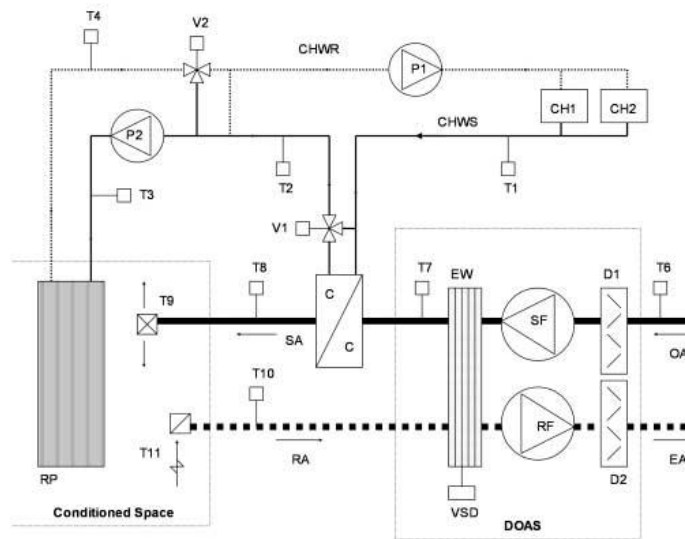 T4
V2
CHWR
P1
CH1
CH2
P2
CHWS
T2
T1
T3
V1
T8
T7
EW
D1
T6
T9
C
SF
SA
C
OA
T10
RF
T11
RA
EA
RP
VSD
D2
Conditioned Space
DOAS